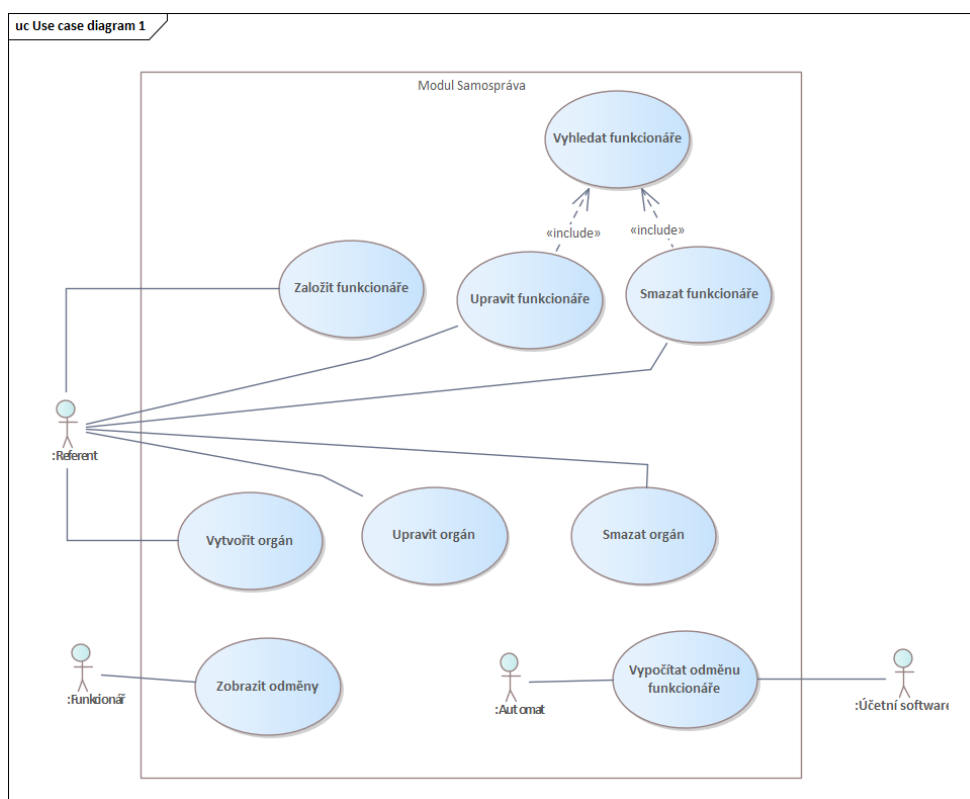 uc Use case diagram 1
Modul Samospráva
Vyhledat funkcionáře
«include»
«include»
Založit funkcionáře
Upravit funkcionáře
Smazat funkcionáře
:Referent
Vytvořit orgán
Upravit orgán
Smazat orgán
:Funkcionář
Zobrazit odměny
:Automat
Vypočítat odměnu
funkcionáře
:Účetní software